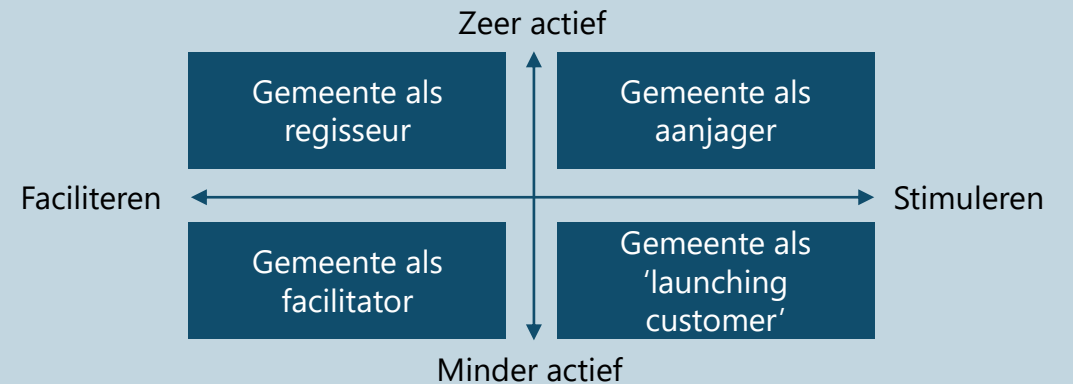 Zeer actief
Gemeente als
regisseur
Gemeente als
aanjager
Faciliteren
Stimuleren
Gemeente als
facilitator
Gemeente als
‘launching
customer’
Minder actief